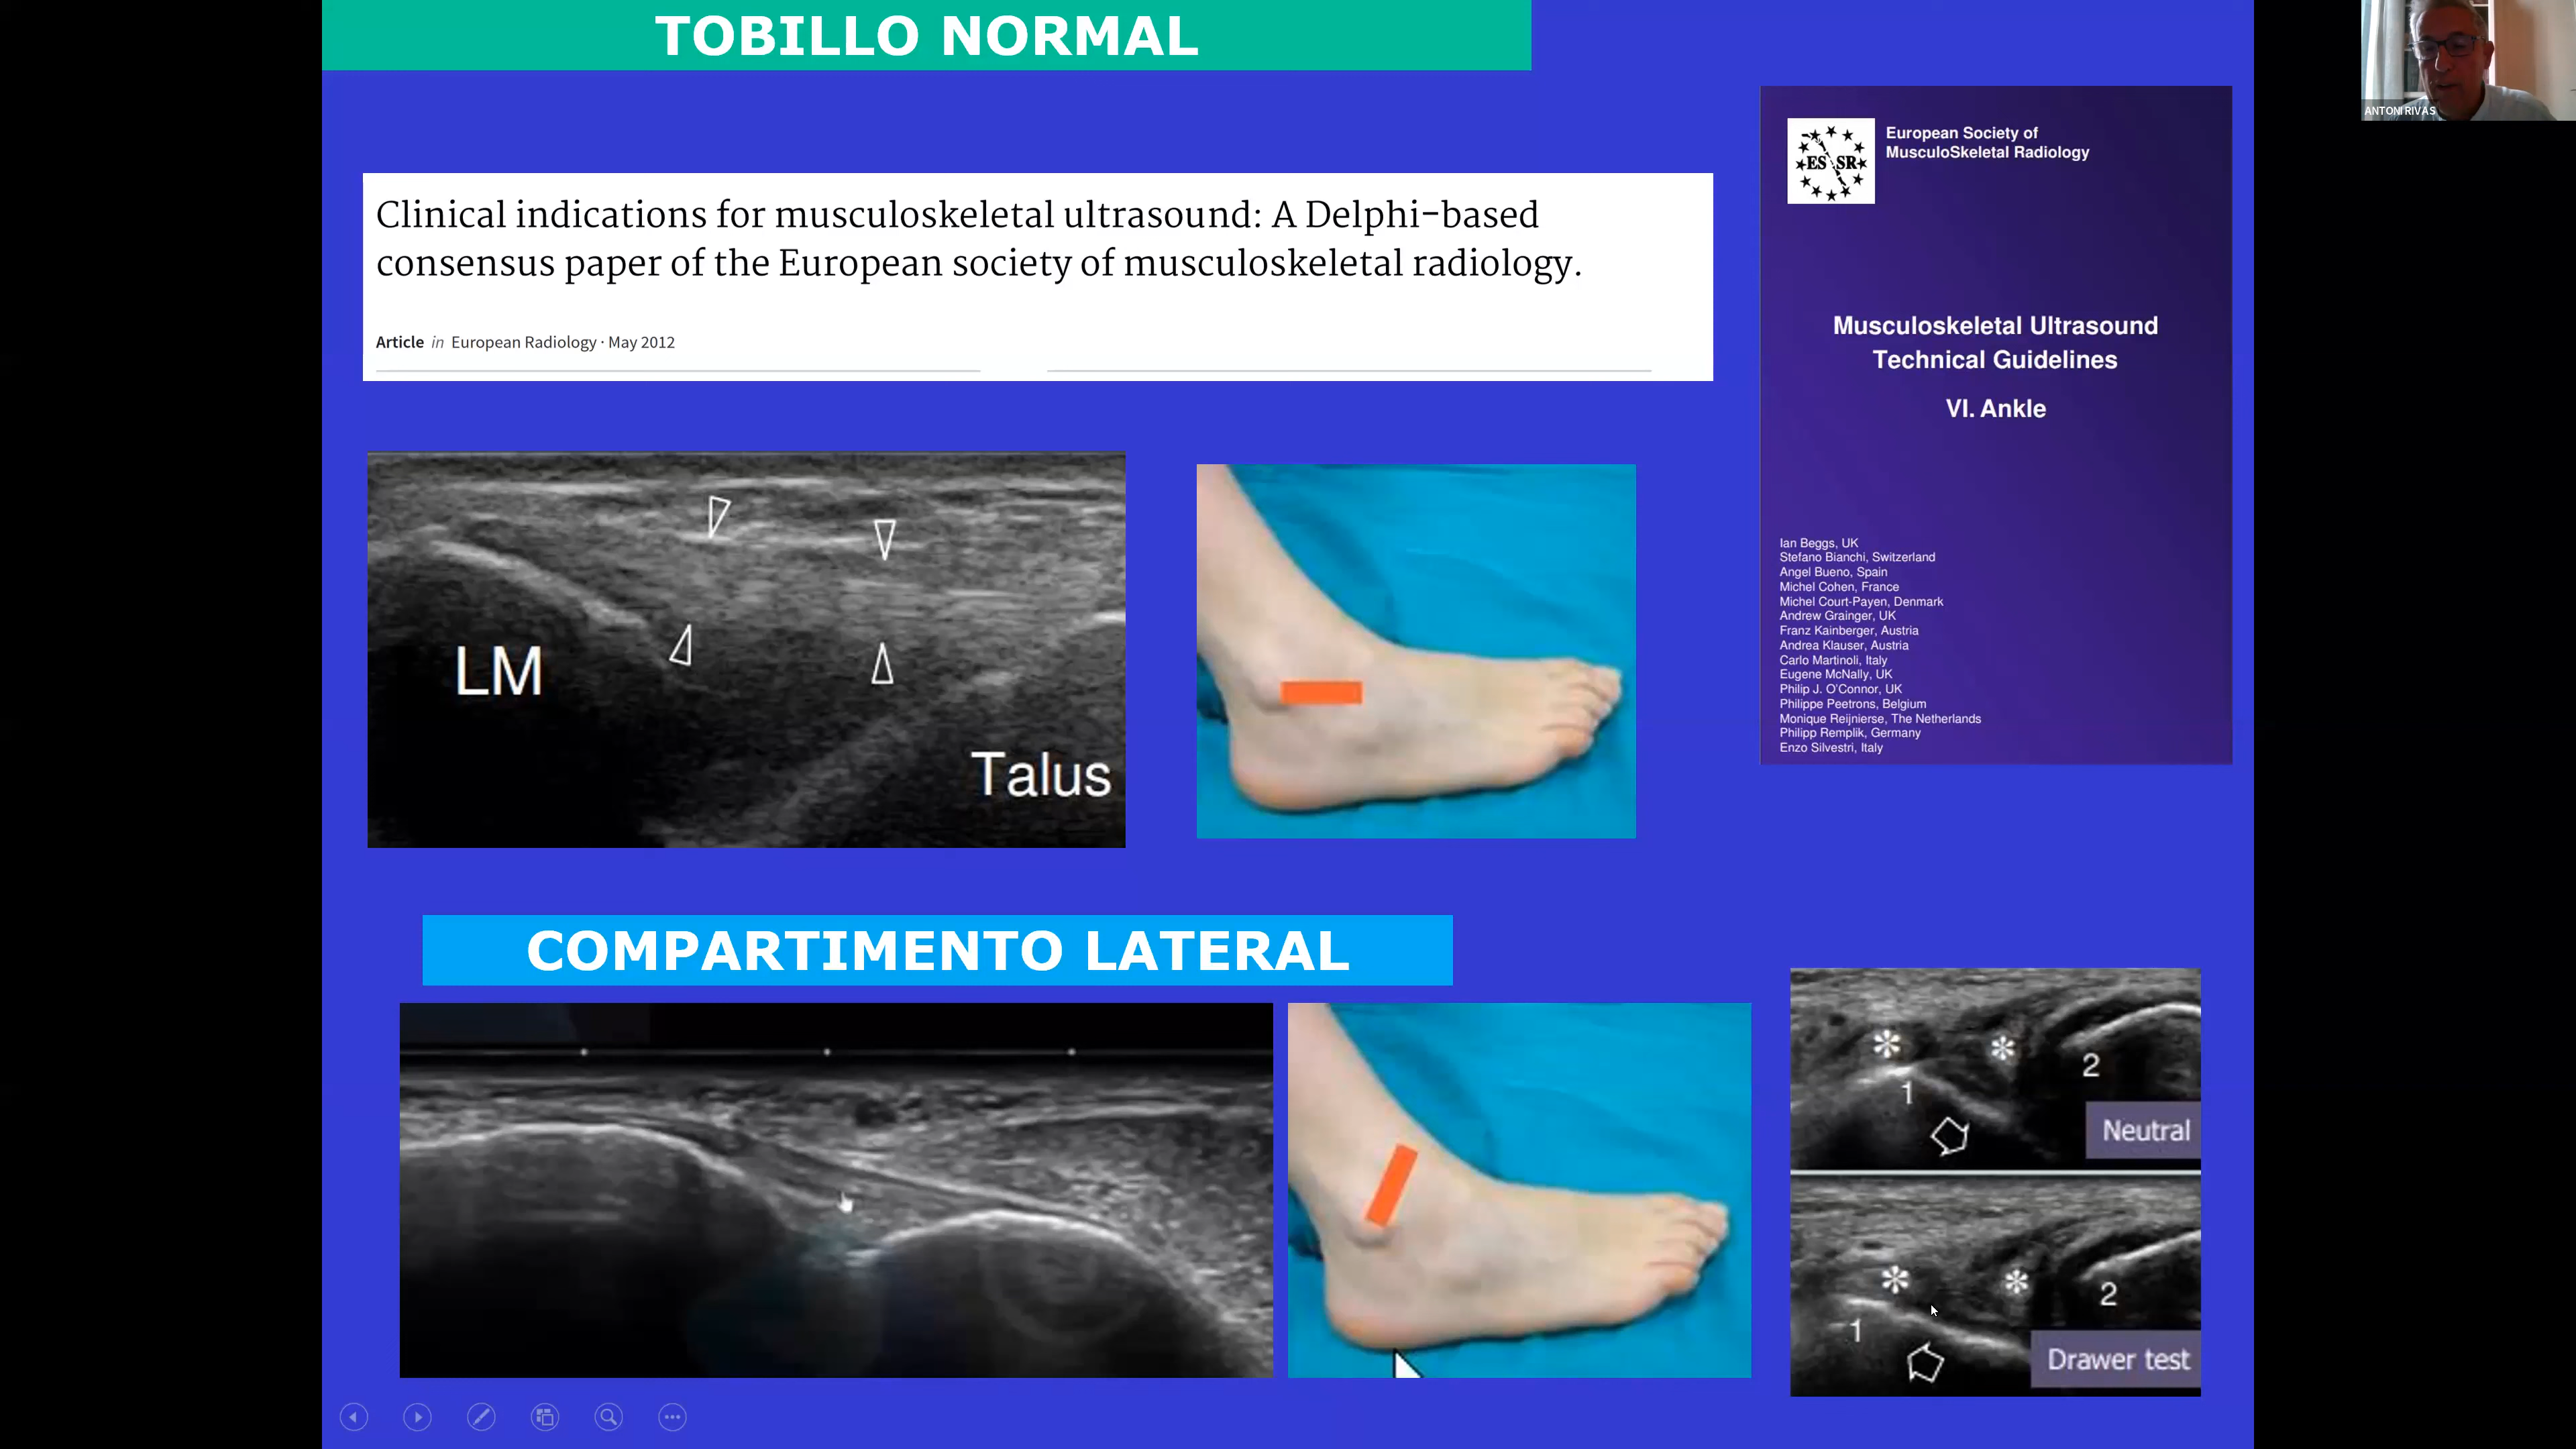 TOBILLO NORMAL
ANTONI RIVAS
Clinical indications for musculoskeletal ultrasound: A Delphi-based
consensus paper of the European society of musculoskeletal radiology.
Article in European Radiology · May 2012
ESSR
European Society of
MusculoSkeletal Radiology
Musculoskeletal Ultrasound
Technical Guidelines
VI. Ankle
Ian Beggs, UK
Stefano Bianchi, Switzerland
Angel Bueno, Spain
Michel Cohen, France
Michel Court-Payen, Denmark
Andrew Grainger, UK
Franz Kainberger, Austria
Andrea Klauser, Austria
Carlo Martinoli, Italy
Eugene McNally, UK
Philip J. O'Connor, UK
Philippe Peetrons, Belgium
Monique Reijnierse, The Netherlands
Philipp Remplik, Germany
Enzo Silvestri, Italy
LM
Talus
COMPARTIMENTO LATERAL
* * 2
1
Neutral
* * 2
1
Drawer test